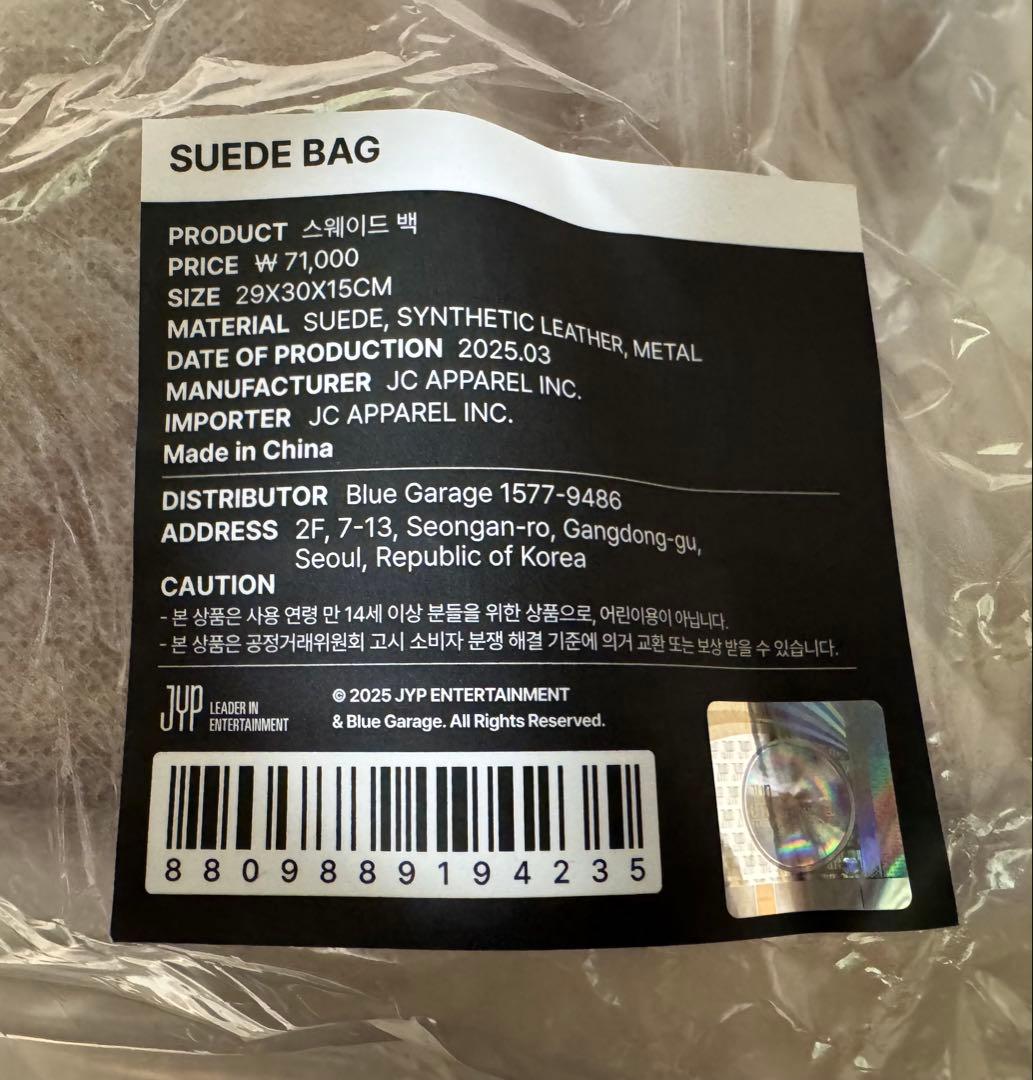 SUEDE BAG
PRODUCT 스웨이드 백
PRICE ₩ 71,000
SIZE 29X30X15CM
MATERIAL SUEDE, SYNTHETIC LEATHER, METAL
DATE OF PRODUCTION 2025.03
MANUFACTURER JC APPAREL INC.
IMPORTER JC APPAREL INC.
Made in China
DISTRIBUTOR Blue Garage 1577-9486
ADDRESS 2F, 7-13, Seongan-ro, Gangdong-gu,
Seoul, Republic of Korea
CAUTION
- 본 상품은 사용 연령 만 14세 이상 분들을 위한 상품으로, 어린이용이 아닙니다.
- 본 상품은 공정거래위원회 고시 소비자 분쟁 해결 기준에 의거 교환 또는 보상 받을 수 있습니다.
JYP LEADER IN
ENTERTAINMENT
© 2025 JYP ENTERTAINMENT
& Blue Garage. All Rights Reserved.
8809889194235